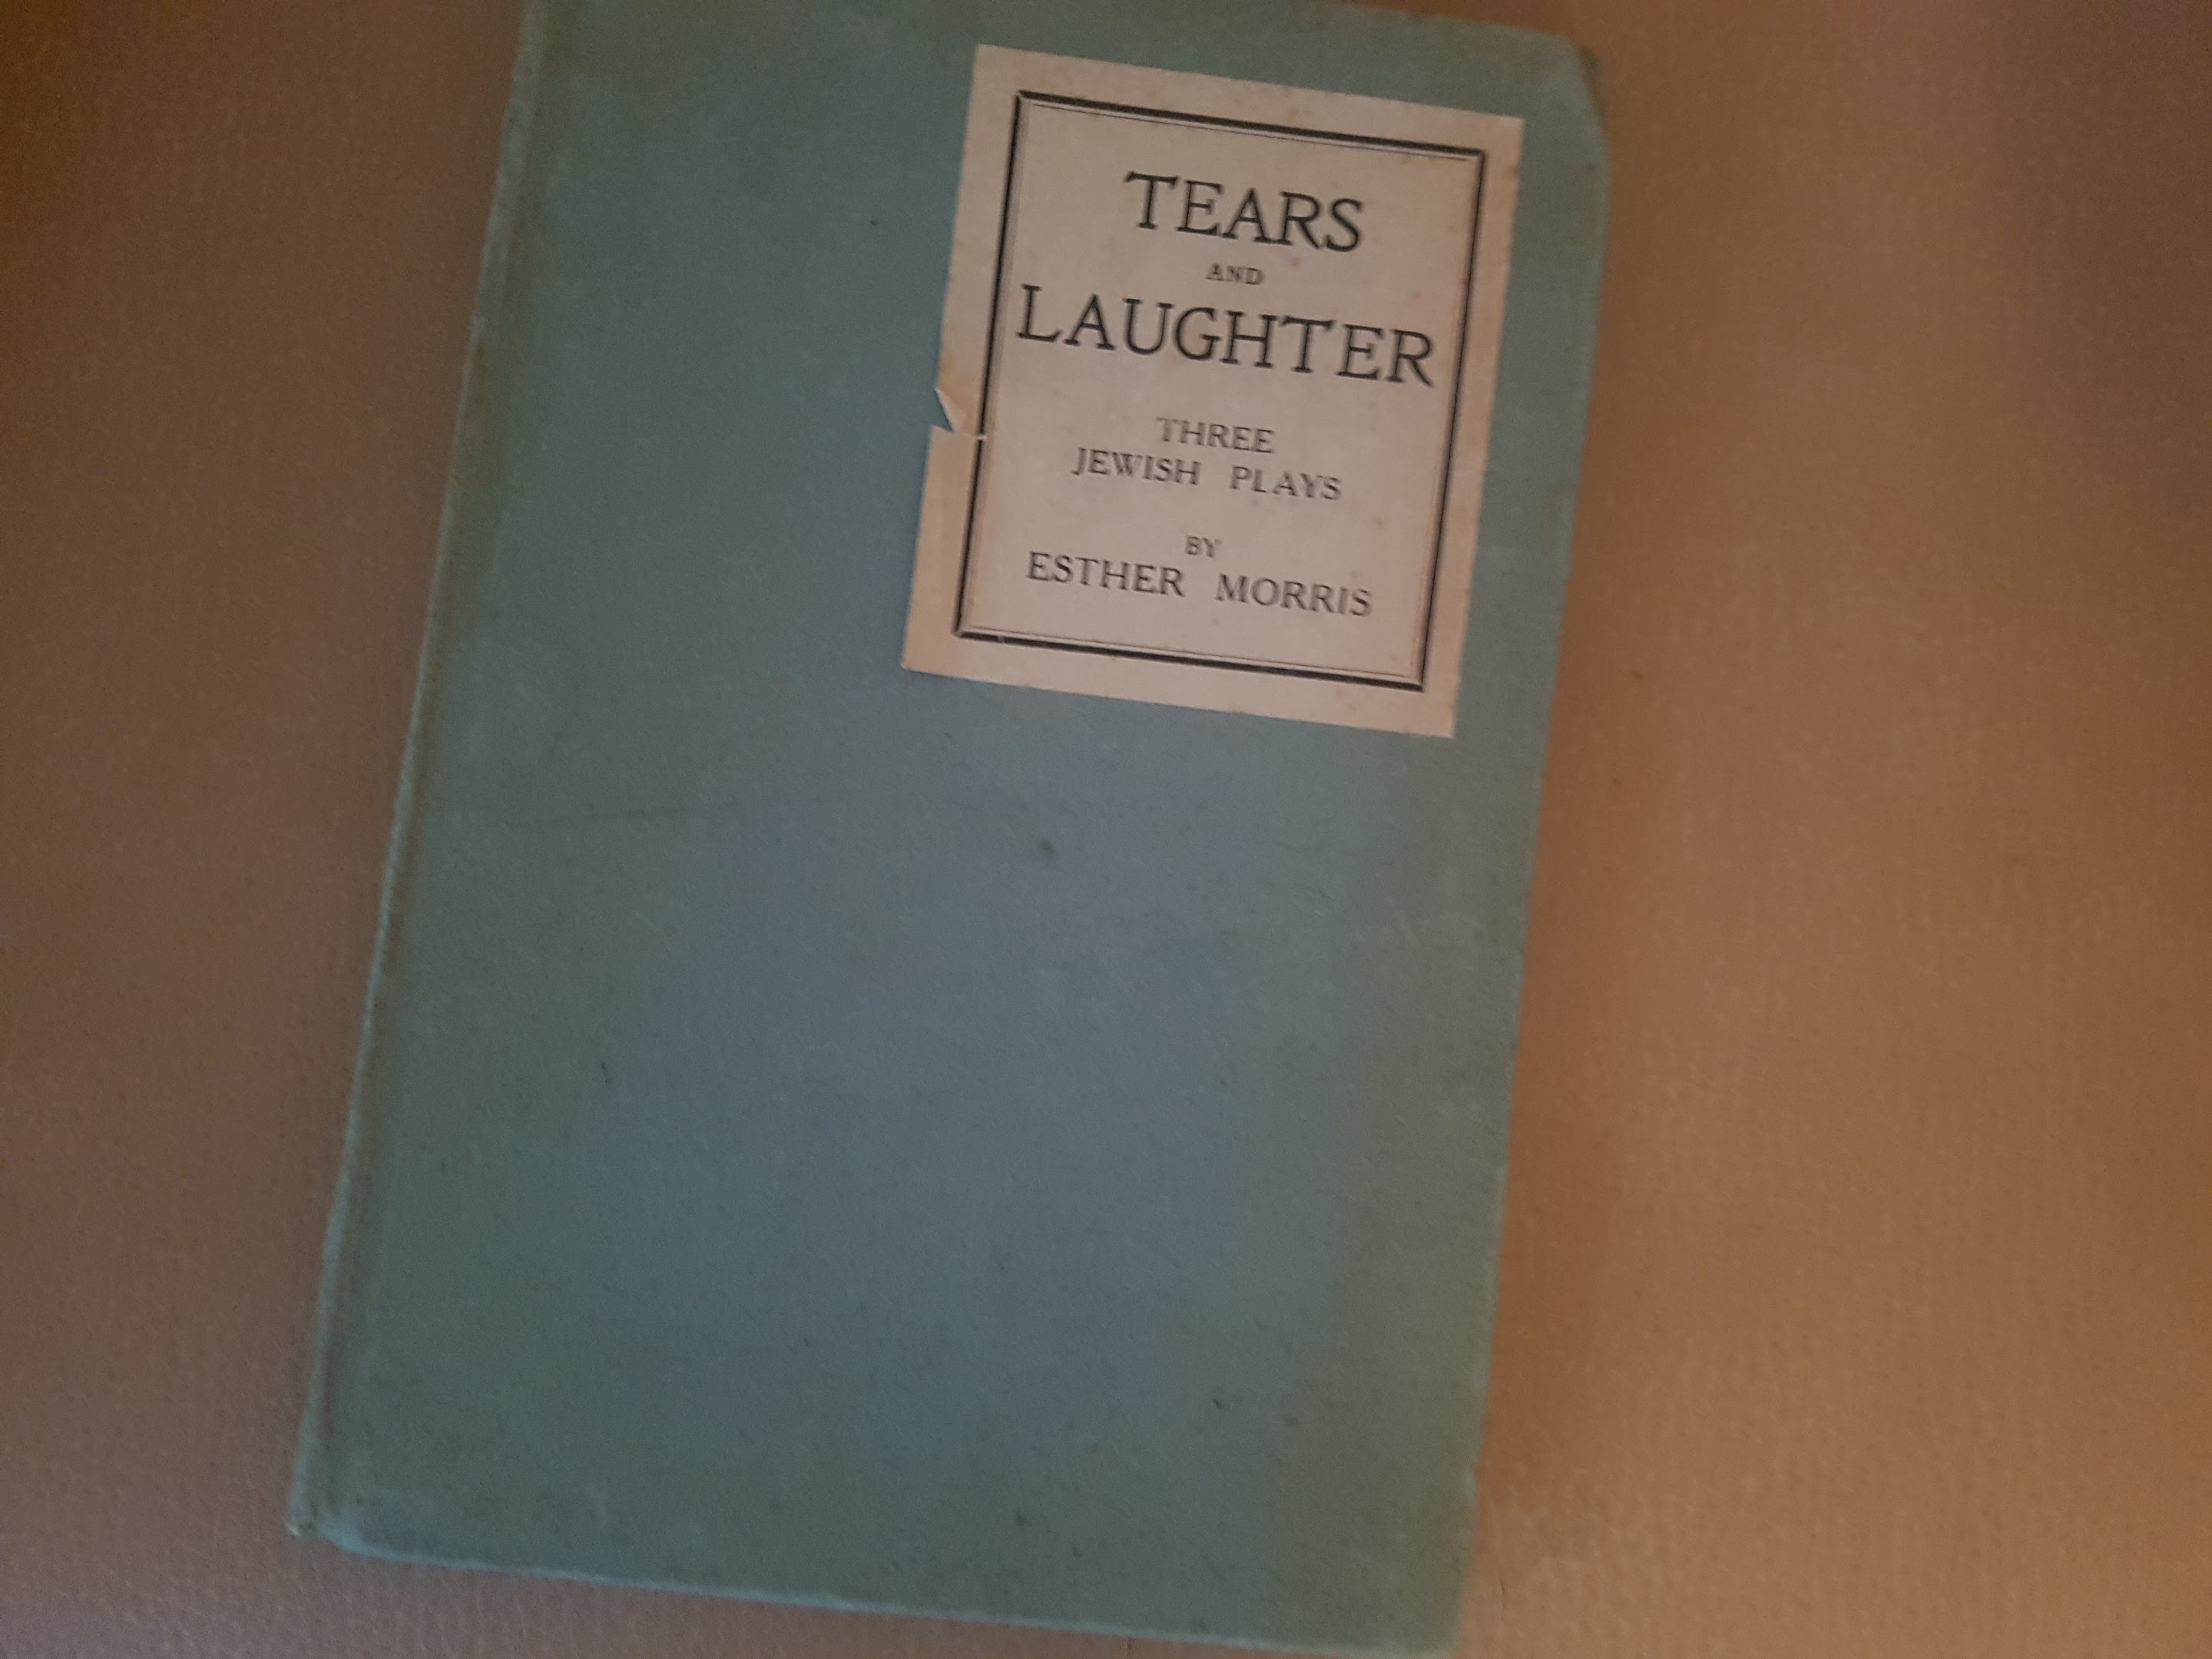 TEARS
AND
LAUGHTER
THREE
JEWISH PLAYS
BY
ESTHER MORRIS